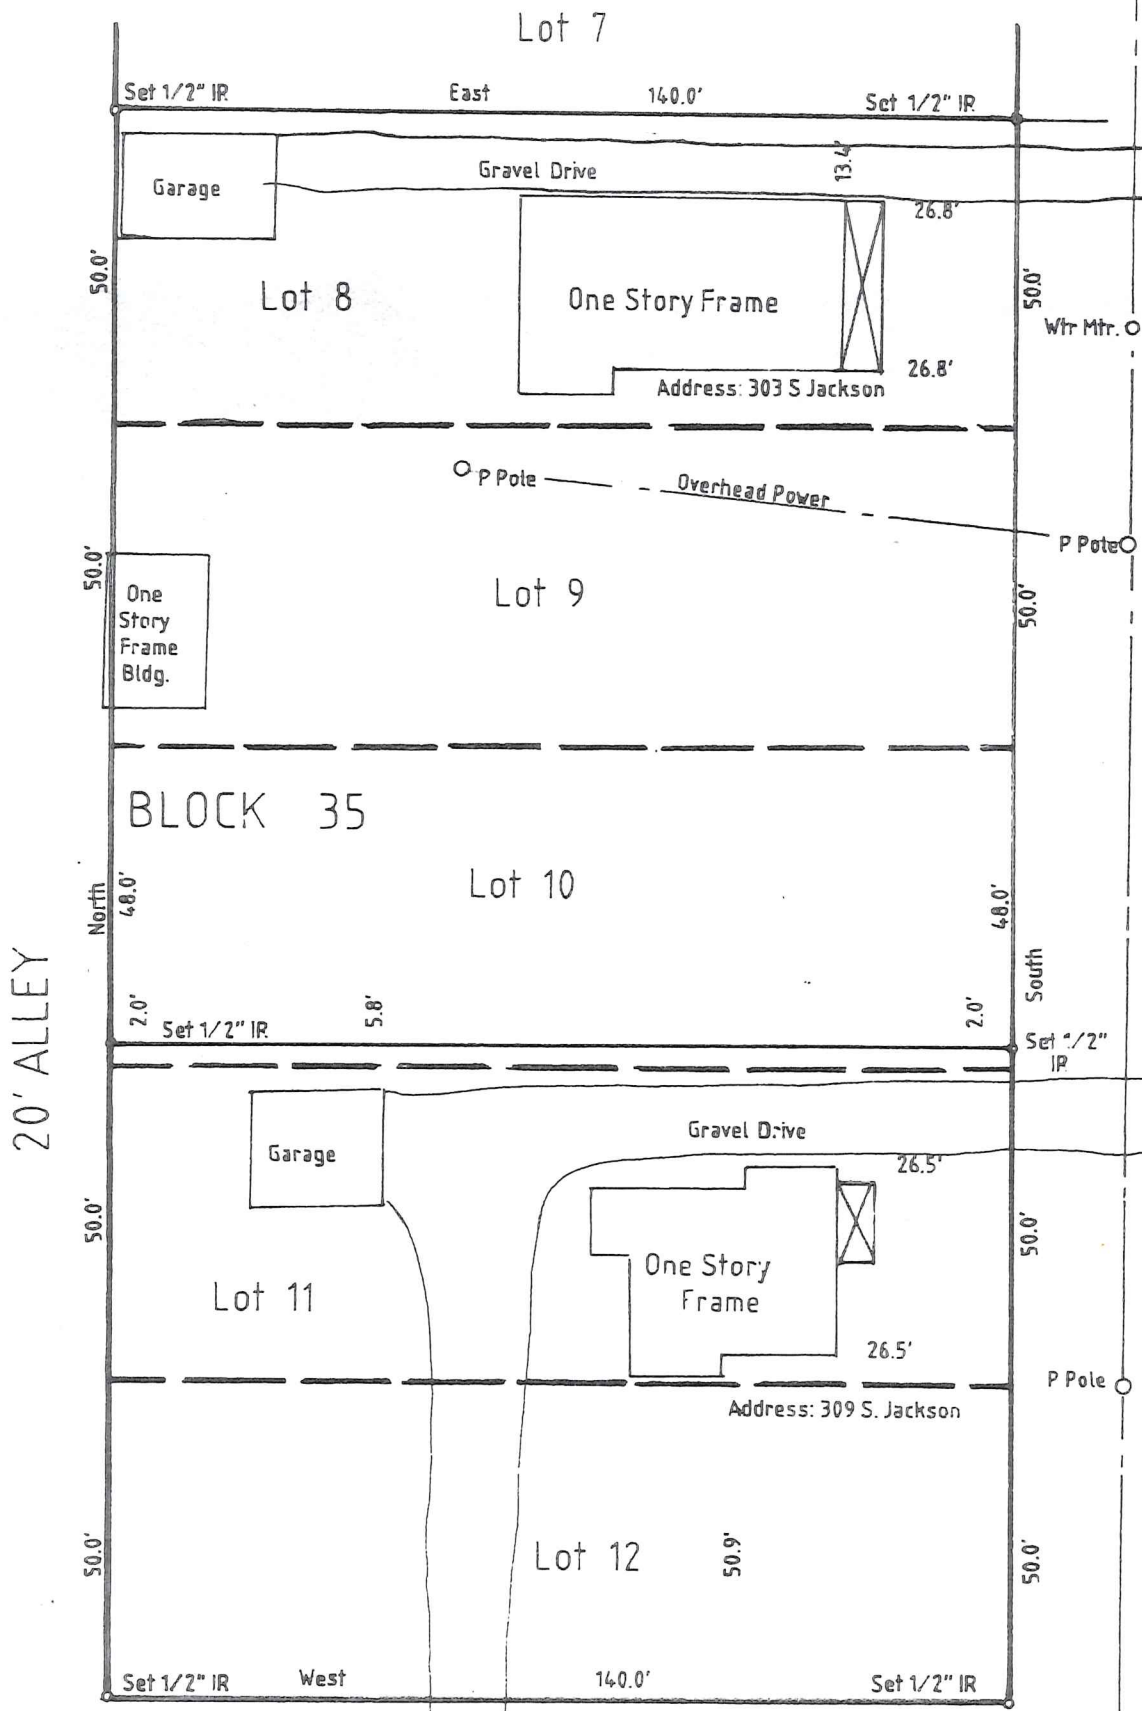 Lot 7
Set 1/2" IR
East
140.0'
Set 1/2" IR
Garage
Gravel Drive
13.4'
26.8'
50.0'
Lot 8
One Story Frame
50.0'
Wtr Mtr.
26.8'
Address: 303 S Jackson
P Pole
Overhead Power
P Pole
50.0'
One
Story
Frame
Bldg.
Lot 9
50.0'
BLOCK 35
North
48.0'
Lot 10
48.0'
South
20' ALLEY
2.0'
Set 1/2" IR
5.8'
2.0'
Set 1/2"
IR
Garage
Gravel Drive
26.5'
50.0'
Lot 11
One Story
Frame
50.0'
26.5'
P Pole
Address: 309 S. Jackson
50.0'
Lot 12
50.9'
50.0'
Set 1/2" IR
West
140.0'
Set 1/2" IR